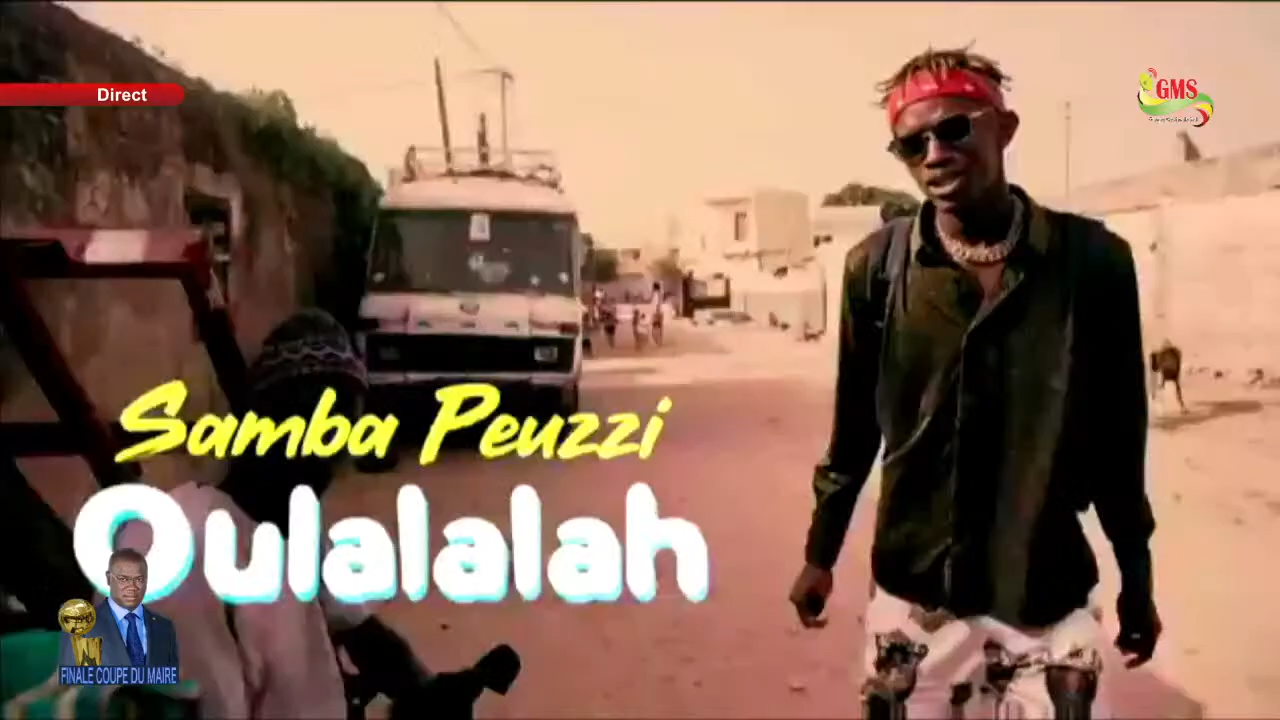 Direct
GMS
Samba Peuzzi
Oulalalah
FINALE COUPE DU MAIRE